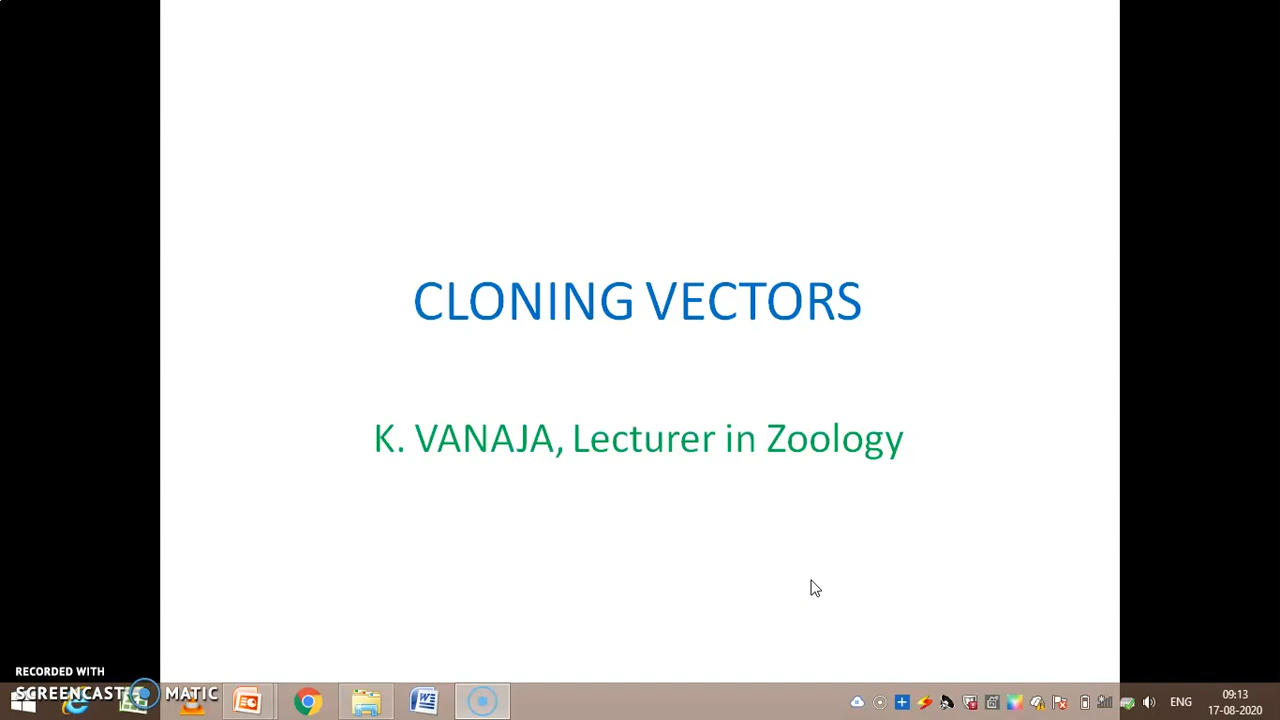 CLONING VECTORS
K. VANAJA, Lecturer in Zoology
RECORDED WITH
SCREENCAST MATIC
ENG
09:13
17-08-2020